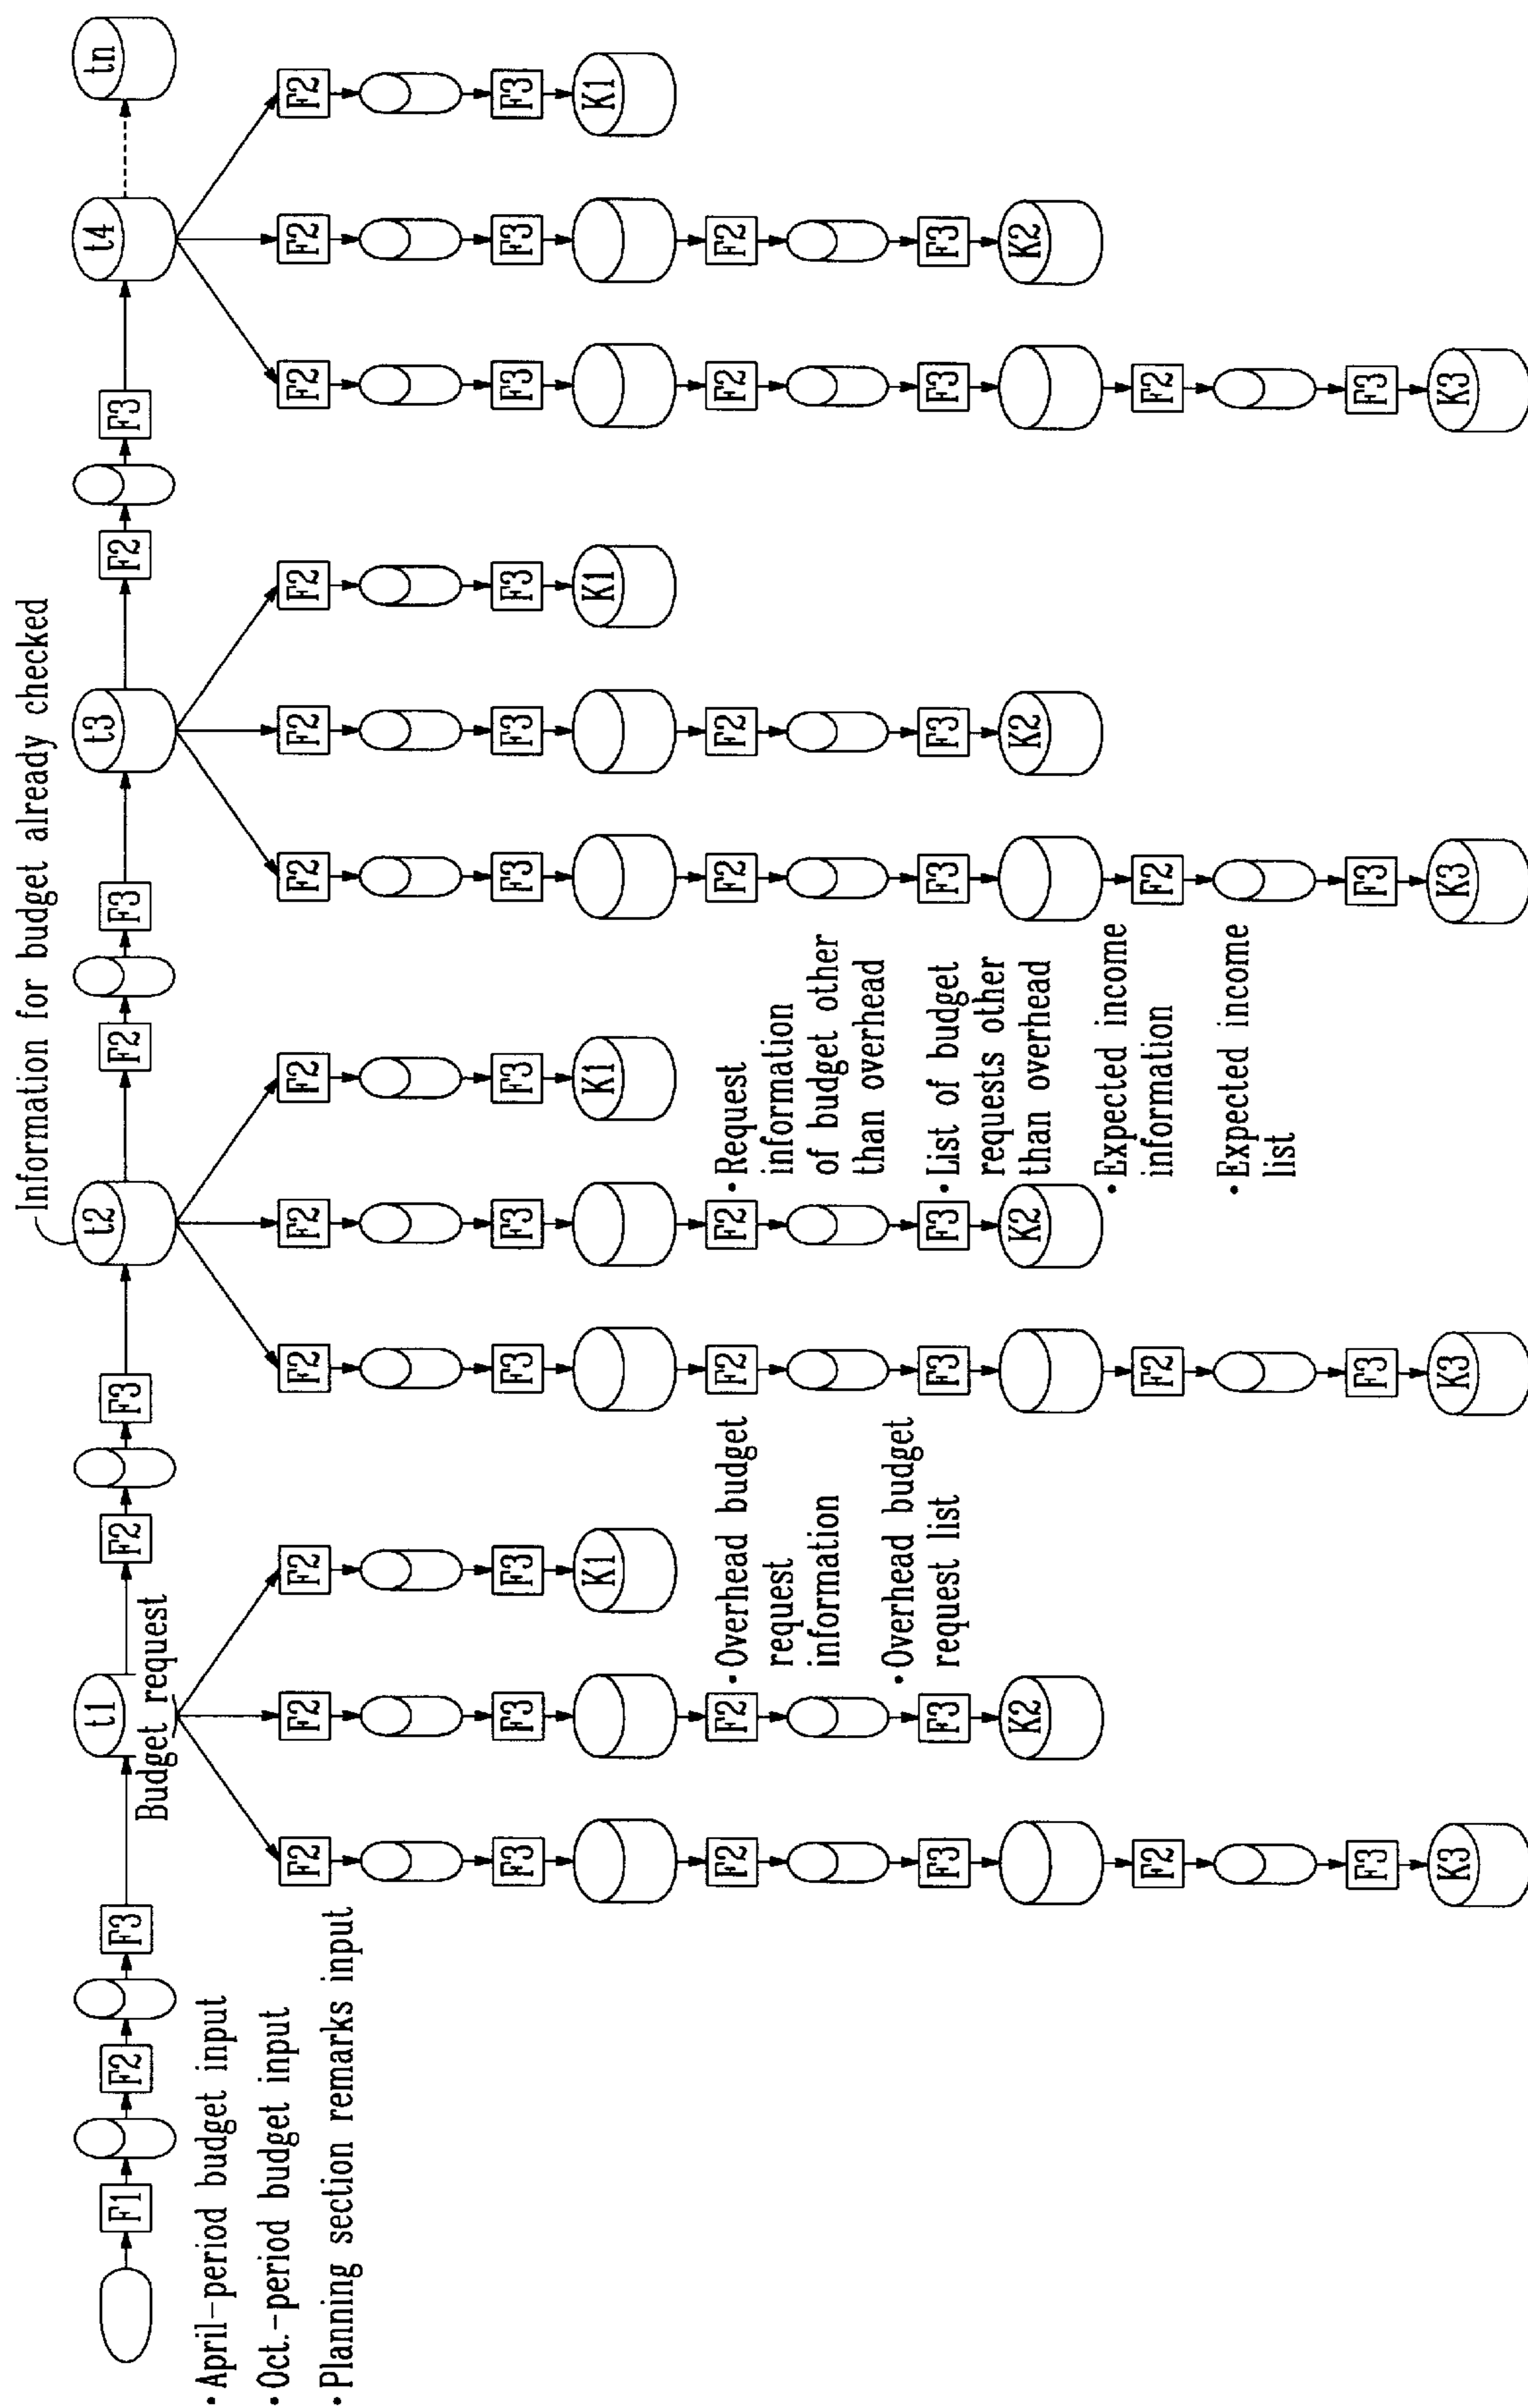 Information for budget already checked
F1 F2 F3 t1 F2 F3 t2 F2 F3 t3 F2 F3 t4 tn
Budget request
• April-period budget input
• Oct.-period budget input
• Planning section remarks input
F2 F2 F2 F2 F2 F2 F2 F2 F2 F2 F2 F2
F3 F3 F3 F3 F3 F3 F3 F3 F3 F3 F3 F3
K1 K1 K1 K1
F2 F2 F2 F2 F2 F2 F2 F2
• Overhead budget
request
information
• Overhead budget
request list
• Request
information
of budget other
than overhead
• List of budget
requests other
than overhead
• Expected income
information
• Expected income
list
F3 F3 F3 F3 F3 F3 F3 F3
K2 K2 K2 K2
F2 F2 F2 F2
F3 F3 F3 F3
K3 K3 K3 K3